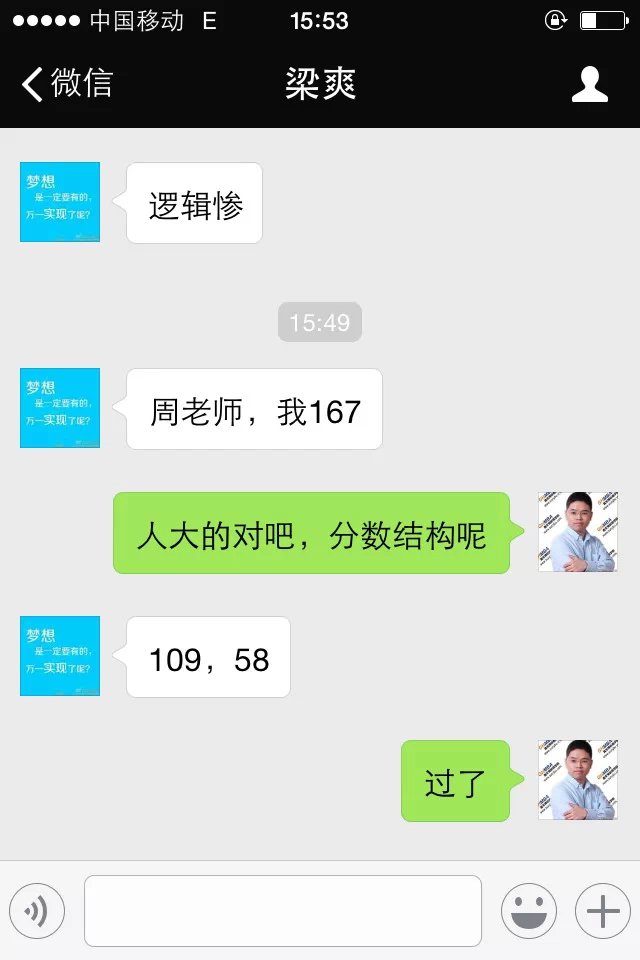 中国移动 E 15:53
微信 梁爽
梦想
是一定要有的，
万一实现了呢？
逻辑惨
15:49
梦想
是一定要有的，
万一实现了呢？
周老师，我167
人大的对吧，分数结构呢
梦想
是一定要有的，
万一实现了呢？
109，58
过了